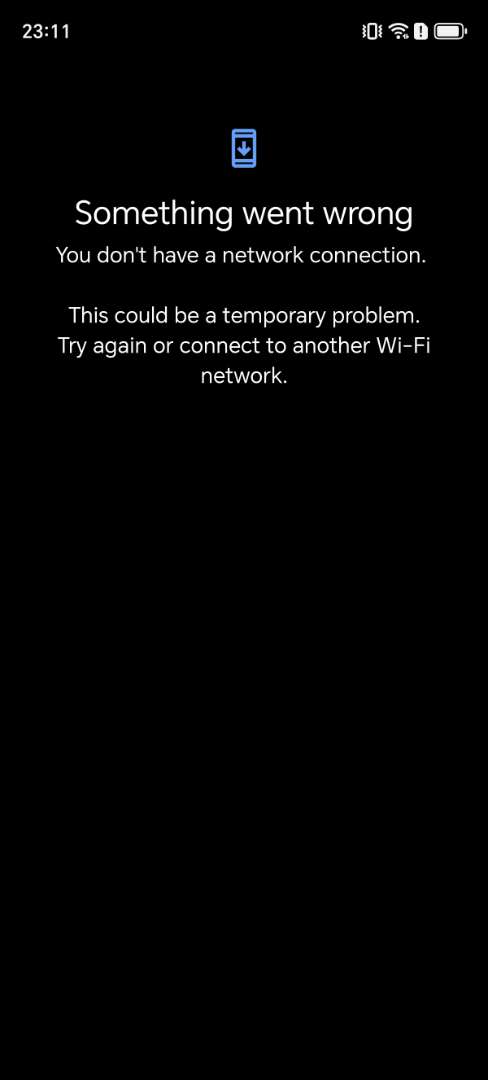 23:11
Something went wrong
You don't have a network connection.
This could be a temporary problem.
Try again or connect to another Wi-Fi
network.